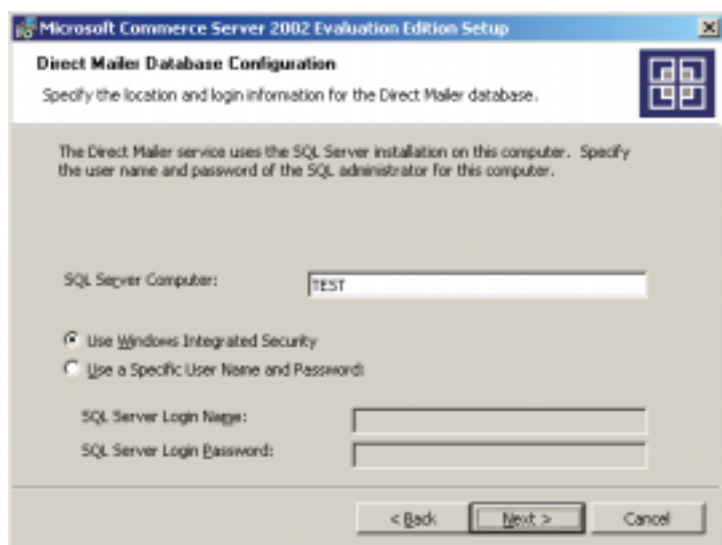 Microsoft Commerce Server 2002 Evaluation Edition Setup
Direct Mailer Database Configuration
Specify the location and login information for the Direct Mailer database.
The Direct Mailer service uses the SQL Server installation on this computer. Specify
the user name and password of the SQL administrator for this computer.
SQL Server Computer:
TEST
Use Windows Integrated Security
Use a Specific User Name and Password:
SQL Server Login Name:
SQL Server Login Password:
< Back
Next >
Cancel